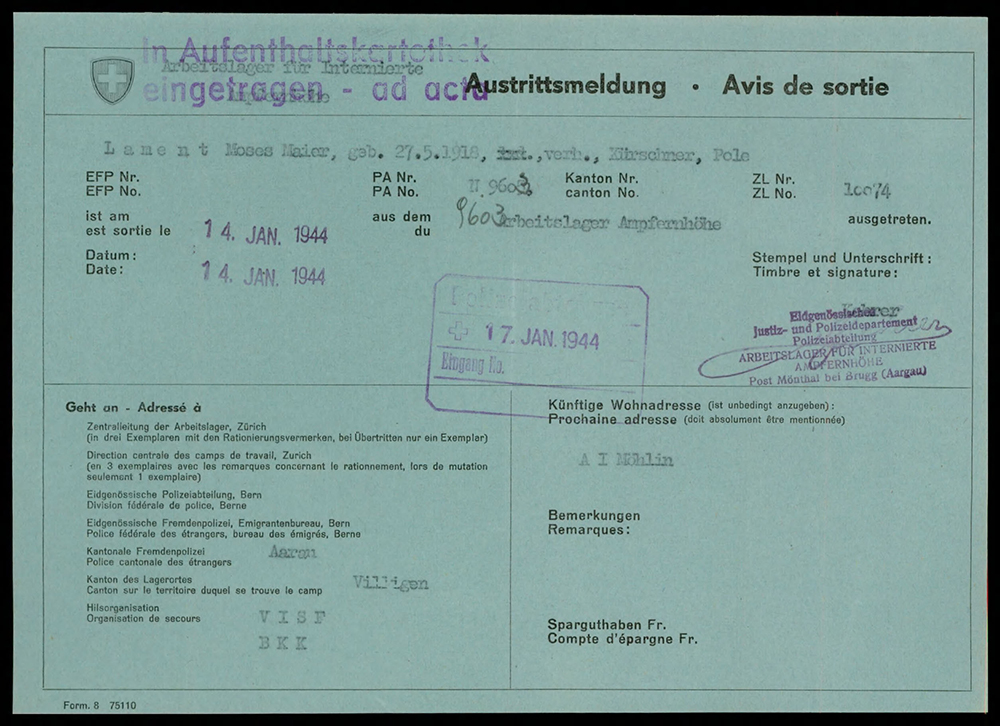 In Aufenthaltskartothek
eingetragen - ad acta
Arbeitslager für Internierte
Austrittsmeldung • Avis de sortie
Lament Moses Maier, geb. 27.5.1918, verh., Kürschner, Pole
EFP Nr.
EFP No.
PA Nr.
PA No.
N 9603
Kanton Nr.
canton No.
ZL Nr.
ZL No.
10074
ist am
est sortie le
14. JAN. 1944
aus dem
du
9603
Arbeitslager Ampfernhöhe
ausgetreten.
Datum:
Date:
14. JAN. 1944
Stempel und Unterschrift:
Timbre et signature:
17. JAN. 1944
Eingang No.
Eidgenössisches
Justiz- und Polizeidepartement
Polizeiabteilung
ARBEITSLAGER FÜR INTERNIERTE
AMPFERNHÖHE
Post Mönthal bei Brugg (Aargau)
Geht an - Adressé à
Zentralleitung der Arbeitslager, Zürich
(in drei Exemplaren mit den Rationierungsvermerken, bei Übertritten nur ein Exemplar)
Direction centrale des camps de travail, Zurich
(en 3 exemplaires avec les remarques concernant le rationnement, lors de mutation
seulement 1 exemplaire)
Eidgenössische Polizeiabteilung, Bern
Division fédérale de police, Berne
Eidgenössische Fremdenpolizei, Emigrantenbureau, Bern
Police fédérale des étrangers, bureau des émigrés, Berne
Kantonale Fremdenpolizei
Police cantonale des étrangers
Aarau
Kanton des Lagerortes
Canton sur le territoire duquel se trouve le camp
Villigen
Hilsorganisation
Organisation de secours
VISF
BKK
Künftige Wohnadresse (ist unbedingt anzugeben):
Prochaine adresse (doit absolument être mentionnée)
A I Möhlin
Bemerkungen
Remarques:
Sparguthaben Fr.
Compte d'épargne Fr.
Form. 8 75110